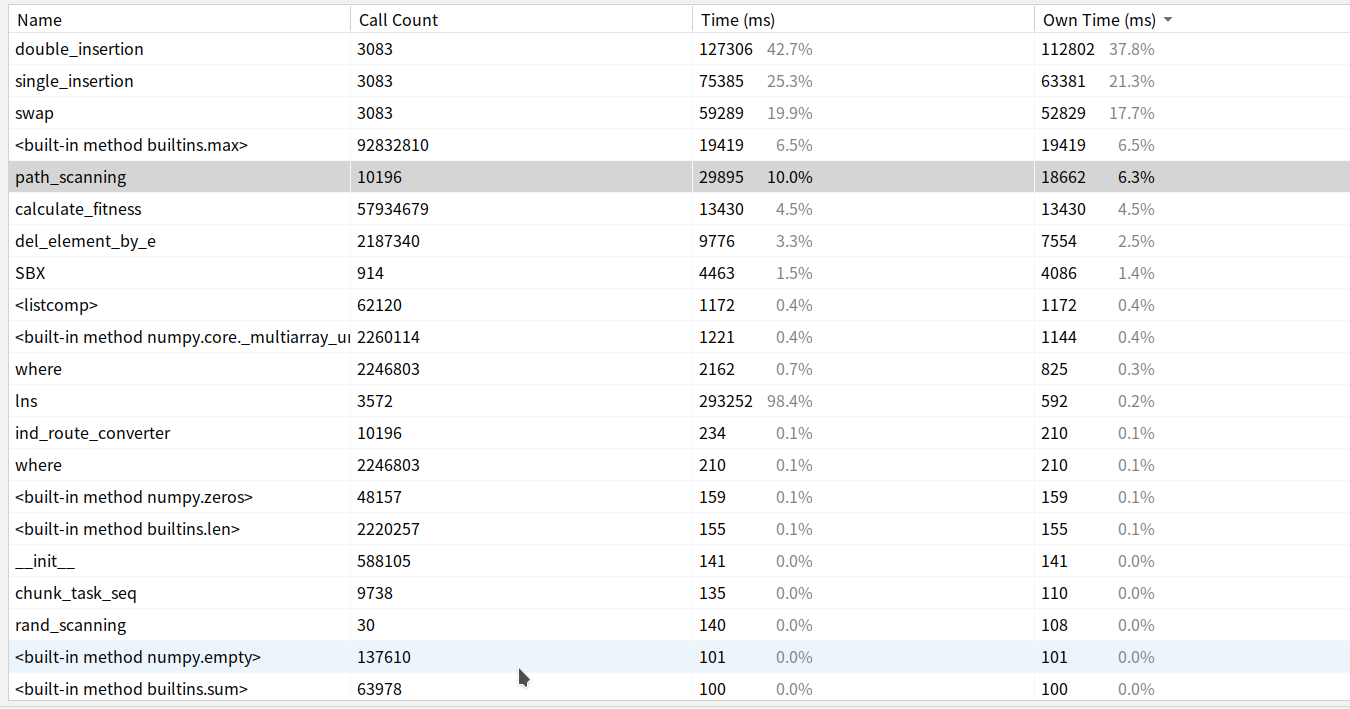 Name Call Count Time (ms) Own Time (ms)
double_insertion 3083 127306 42.7% 112802 37.8%
single_insertion 3083 75385 25.3% 63381 21.3%
swap 3083 59289 19.9% 52829 17.7%
<built-in method builtins.max> 92832810 19419 6.5% 19419 6.5%
path_scanning 10196 29895 10.0% 18662 6.3%
calculate_fitness 57934679 13430 4.5% 13430 4.5%
del_element_by_e 2187340 9776 3.3% 7554 2.5%
SBX 914 4463 1.5% 4086 1.4%
<listcomp> 62120 1172 0.4% 1172 0.4%
<built-in method numpy.core._multiarray_ur 2260114 1221 0.4% 1144 0.4%
where 2246803 2162 0.7% 825 0.3%
lns 3572 293252 98.4% 592 0.2%
ind_route_converter 10196 234 0.1% 210 0.1%
where 2246803 210 0.1% 210 0.1%
<built-in method numpy.zeros> 48157 159 0.1% 159 0.1%
<built-in method builtins.len> 2220257 155 0.1% 155 0.1%
__init__ 588105 141 0.0% 141 0.0%
chunk_task_seq 9738 135 0.0% 110 0.0%
rand_scanning 30 140 0.0% 108 0.0%
<built-in method numpy.empty> 137610 101 0.0% 101 0.0%
<built-in method builtins.sum> 63978 100 0.0% 100 0.0%